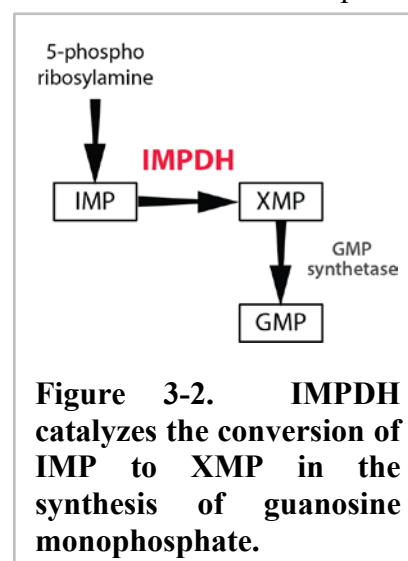 5-phospho
ribosylamine
IMPDH
IMP
XMP
GMP
synthetase
GMP
Figure 3-2. IMPDH
catalyzes the conversion of
IMP to XMP in the
synthesis of guanosine
monophosphate.